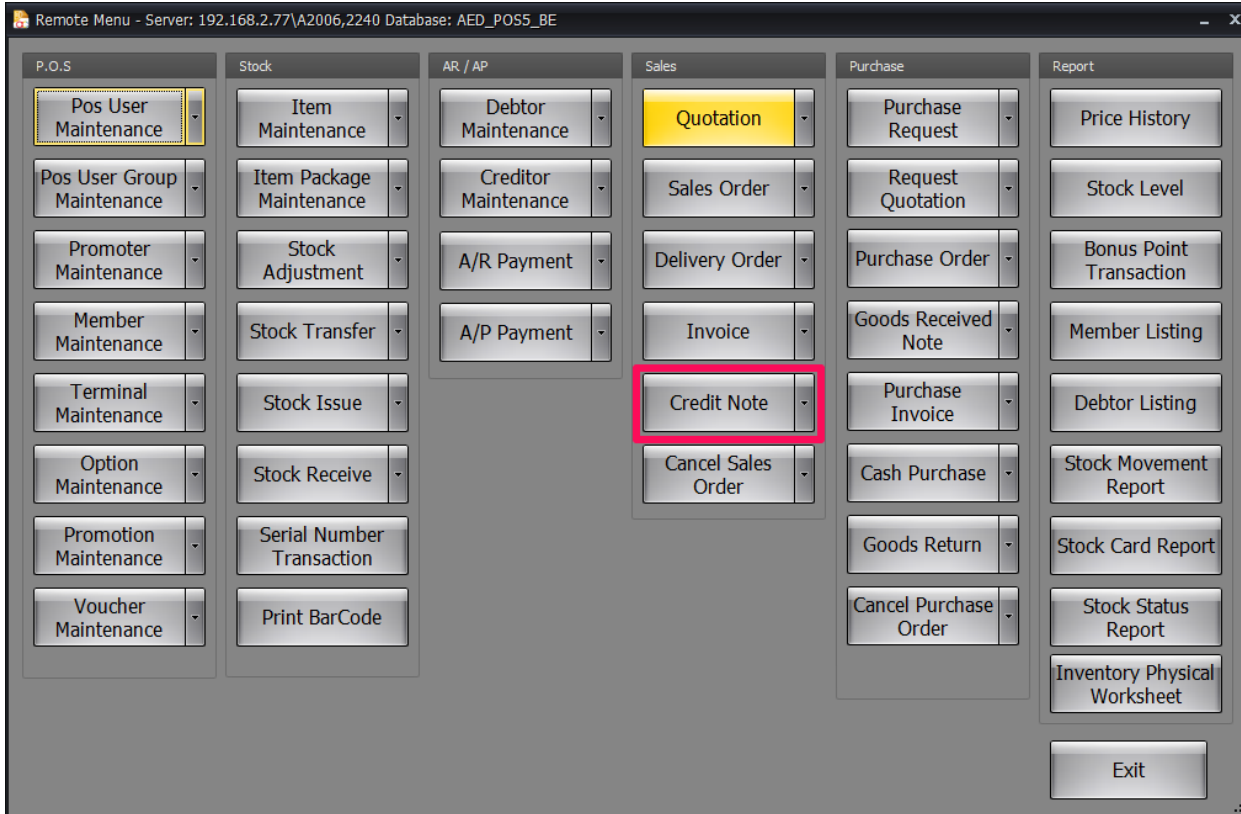 Remote Menu - Server: 192.168.2.77\A2006,2240 Database: AED_POS5_BE
P.O.S
Pos User
Maintenance
Pos User Group
Maintenance
Promoter
Maintenance
Member
Maintenance
Terminal
Maintenance
Option
Maintenance
Promotion
Maintenance
Voucher
Maintenance
Stock
Item
Maintenance
Item Package
Maintenance
Stock
Adjustment
Stock Transfer
Stock Issue
Stock Receive
Serial Number
Transaction
Print BarCode
AR / AP
Debtor
Maintenance
Creditor
Maintenance
A/R Payment
A/P Payment
Sales
Quotation
Sales Order
Delivery Order
Invoice
Credit Note
Cancel Sales
Order
Purchase
Purchase
Request
Request
Quotation
Purchase Order
Goods Received
Note
Purchase
Invoice
Cash Purchase
Goods Return
Cancel Purchase
Order
Report
Price History
Stock Level
Bonus Point
Transaction
Member Listing
Debtor Listing
Stock Movement
Report
Stock Card Report
Stock Status
Report
Inventory Physical
Worksheet
Exit